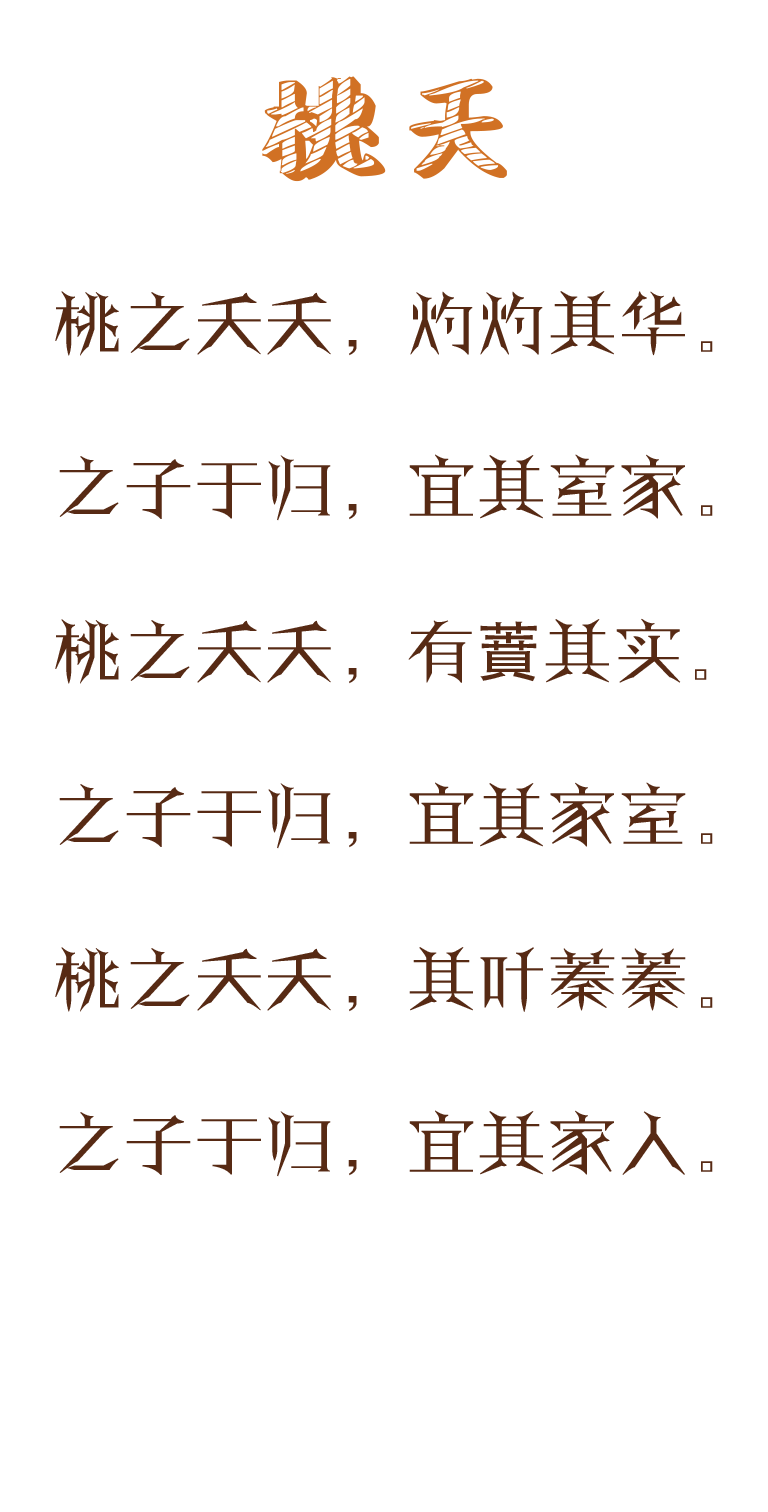 桃夭
桃之夭夭，灼灼其华。
之子于归，宜其室家。
桃之夭夭，有蕡其实。
之子于归，宜其家室。
桃之夭夭，其叶蓁蓁。
之子于归，宜其家人。